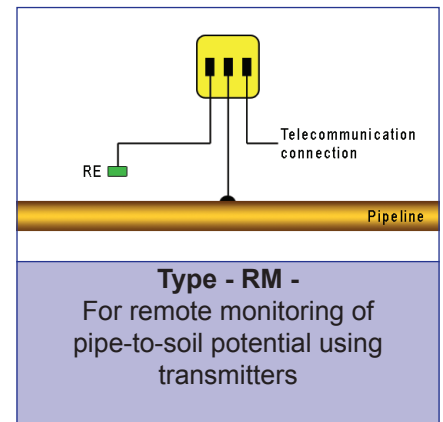 Telecommunication
connection
RE
Pipeline
Type - RM -
For remote monitoring of
pipe-to-soil potential using
transmitters